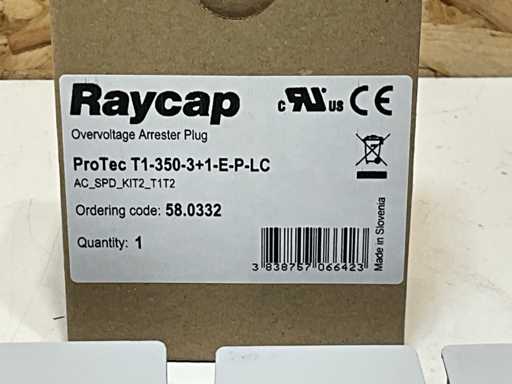 Raycap
c RU us CE
Overvoltage Arrester Plug
ProTec T1-350-3+1-E-P-LC
AC_SPD_KIT2_T1T2
Ordering code: 58.0332
Quantity: 1
3 838757 066423
Made in Slovenia